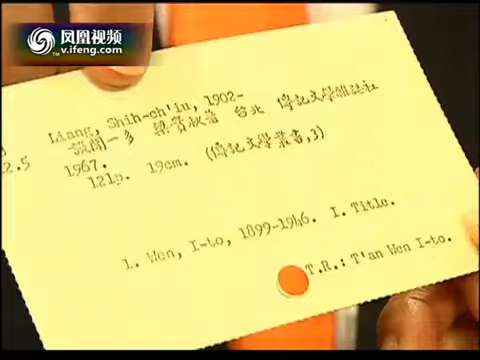 凤凰视频
v.ifeng.com
Liang, Shih-ch'iu, 1902-
談聞一多 梁實秋著 台北 傳記文學雜誌社
2.5
1967.
121p. 19cm. (傳記文學叢書,3)
1. Wen, I-to, 1899-1946. I. Title.
T.R.: T'an Wen I-to.